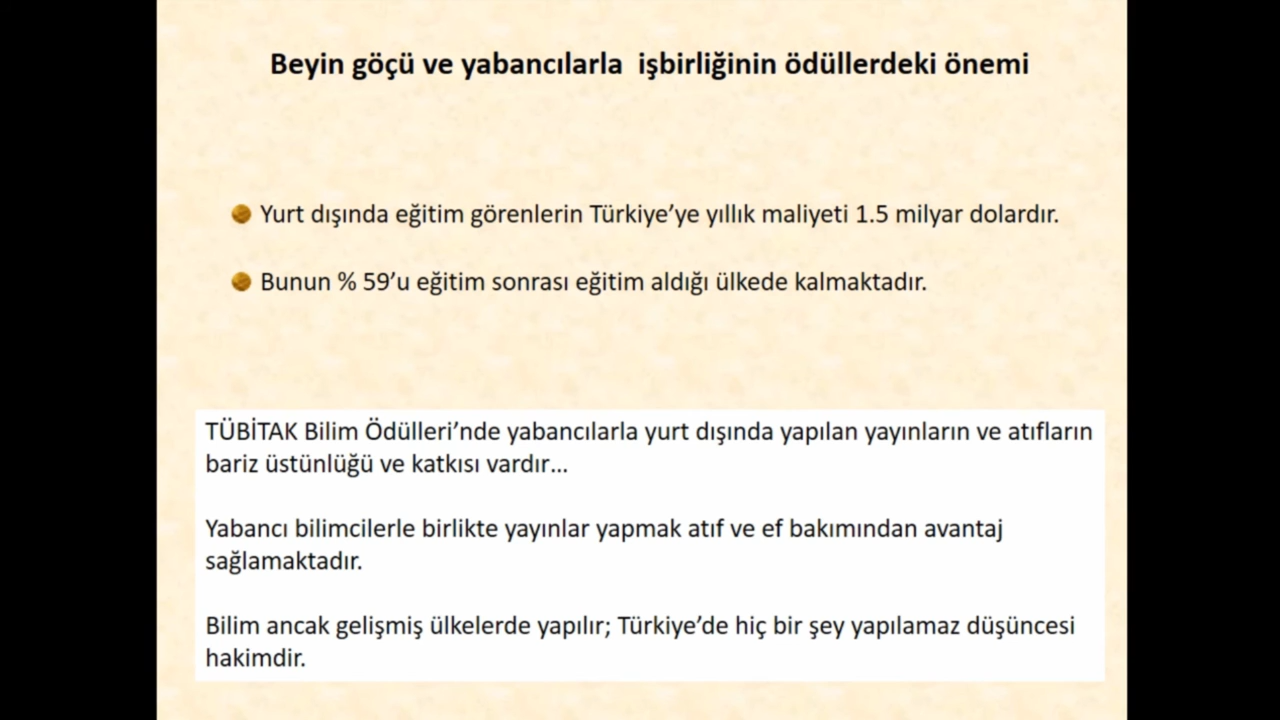 Beyin göçü ve yabancılarla işbirliğinin ödüllerdeki önemi
Yurt dışında eğitim görenlerin Türkiye’ye yıllık maliyeti 1.5 milyar dolardır.
Bunun % 59’u eğitim sonrası eğitim aldığı ülkede kalmaktadır.
TÜBİTAK Bilim Ödülleri’nde yabancılarla yurt dışında yapılan yayınların ve atıfların
bariz üstünlüğü ve katkısı vardır...
Yabancı bilimcilerle birlikte yayınlar yapmak atıf ve ef bakımından avantaj
sağlamaktadır.
Bilim ancak gelişmiş ülkelerde yapılır; Türkiye’de hiç bir şey yapılamaz düşüncesi
hakimdir.